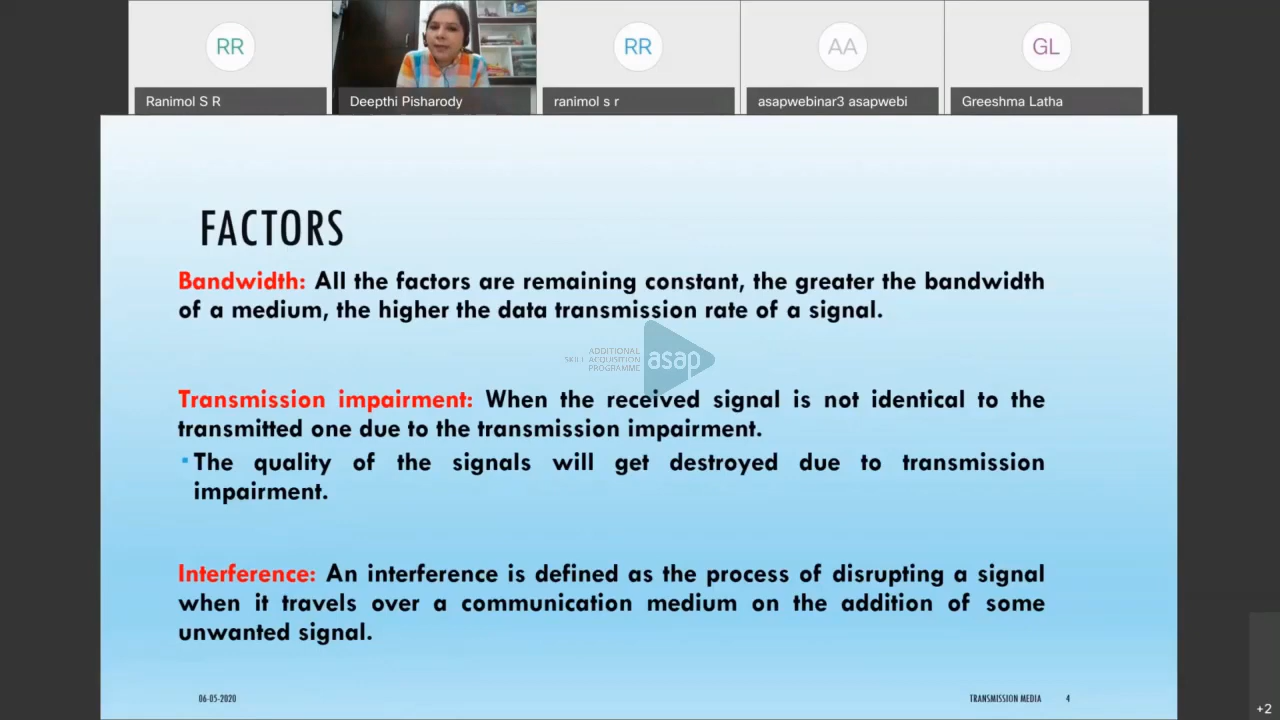 RR
RR
AA
GL
Ranimol S R
Deepthi Pisharody
ranimol s r
asapwebinar3 asapwebi
Greeshma Latha
FACTORS
Bandwidth: All the factors are remaining constant, the greater the bandwidth
of a medium, the higher the data transmission rate of a signal.
ADDITIONAL
SKILL ACQUISITION
PROGRAMME
asap
Transmission impairment: When the received signal is not identical to the
transmitted one due to the transmission impairment.
The quality of the signals will get destroyed due to transmission
impairment.
Interference: An interference is defined as the process of disrupting a signal
when it travels over a communication medium on the addition of some
unwanted signal.
06-05-2020
TRANSMISSION MEDIA
4
+2